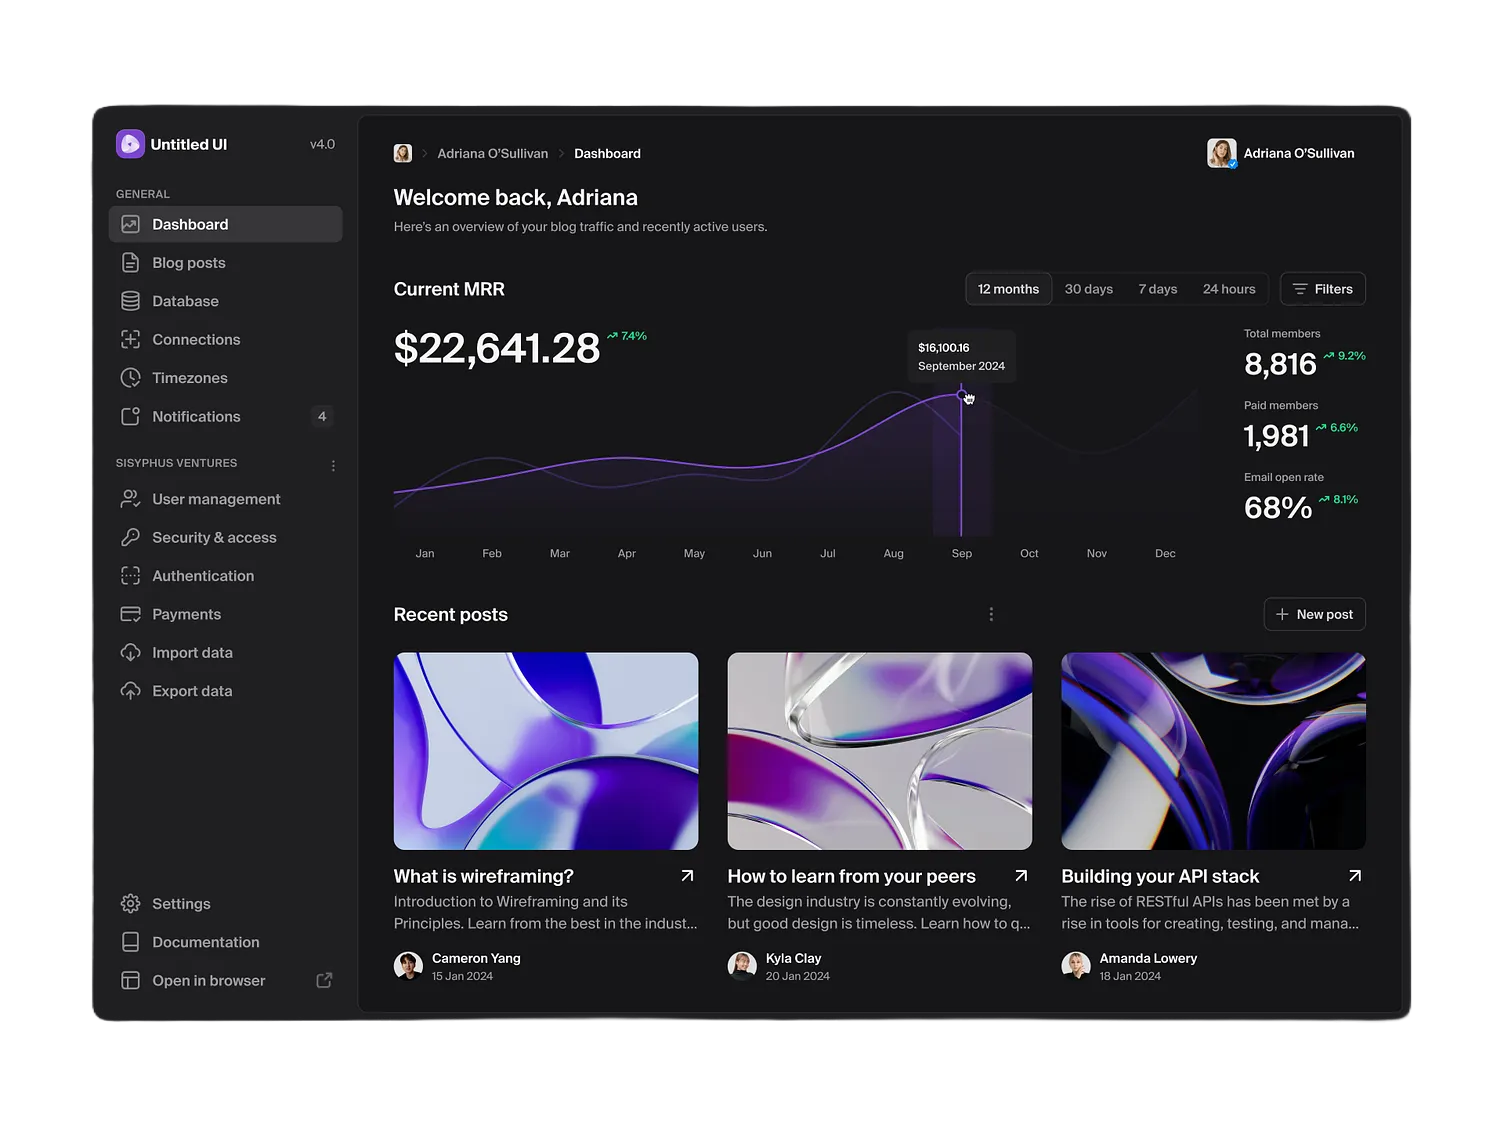 Untitled UI
v4.0
GENERAL
Dashboard
Blog posts
Database
Connections
Timezones
Notifications
4
SISYPHUS VENTURES
User management
Security & access
Authentication
Payments
Import data
Export data
Settings
Documentation
Open in browser
Adriana O'Sullivan
Dashboard
Adriana O'Sullivan
Welcome back, Adriana
Here's an overview of your blog traffic and recently active users.
Current MRR
12 months
30 days
7 days
24 hours
Filters
$22,641.28
7.4%
$16,100.16
September 2024
Jan
Feb
Mar
Apr
May
Jun
Jul
Aug
Sep
Oct
Nov
Dec
Total members
8,816
9.2%
Paid members
1,981
6.6%
Email open rate
68%
8.1%
Recent posts
New post
What is wireframing?
Introduction to Wireframing and its
Principles. Learn from the best in the indust...
Cameron Yang
15 Jan 2024
How to learn from your peers
The design industry is constantly evolving,
but good design is timeless. Learn how to q...
Kyla Clay
20 Jan 2024
Building your API stack
The rise of RESTful APIs has been met by a
rise in tools for creating, testing, and mana...
Amanda Lowery
18 Jan 2024